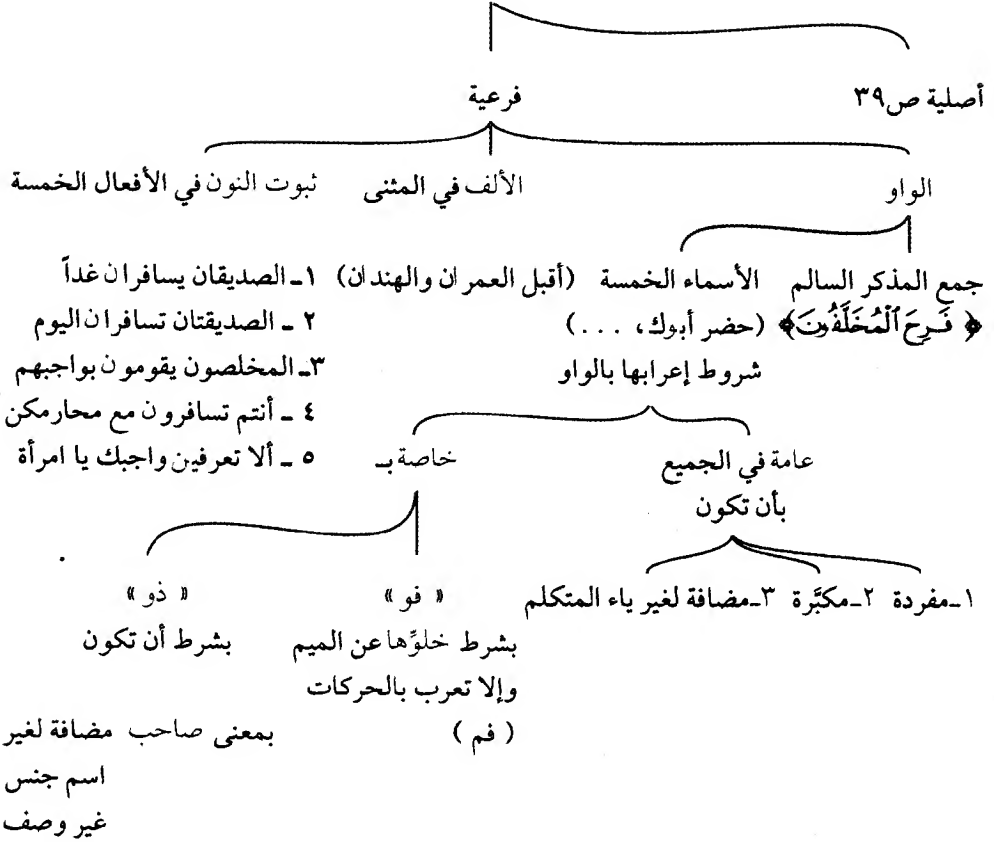 أصلية ص٣٩
فرعية
الواو
الألف في المثنى
ثبوت النون في الأفعال الخمسة
جمع المذكر السالم
﴿ فَرِحَ ٱلْمُخَلَّفُونَ﴾
الأسماء الخمسة
(حضر أبوك، ...)
(أقبل العمران والهندان)
١ـ الصديقان يسافران غداً
٢ ـ الصديقتان تسافران اليوم
٣ـ المخلصون يقومون بواجبهم
٤ ـ أنتم تسافرون مع محارمكن
٥ ـ ألا تعرفين واجبك يا امرأة
شروط إعرابها بالواو
عامة في الجميع
بأن تكون
١ـ مفردة ٢ـ مكبَّرة ٣ـ مضافة لغير ياء المتكلم
خاصة بـ
« فو »
بشرط خلوِّها عن الميم
وإلا تعرب بالحركات
( فم )
« ذو »
بشرط أن تكون
بمعنى صاحب
مضافة لغير
اسم جنس
غير وصف